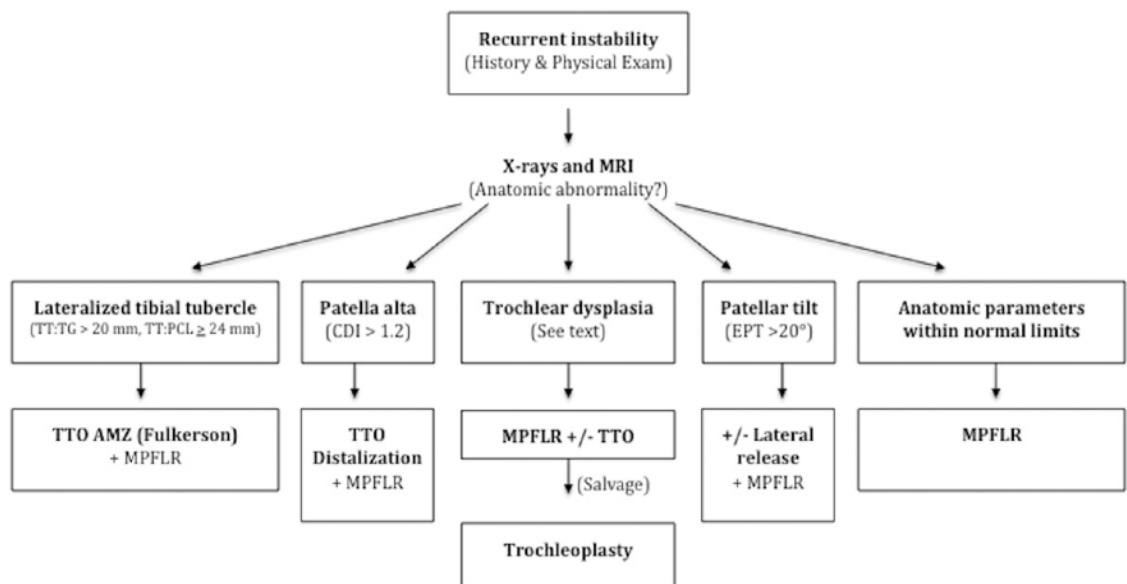 Recurrent instability
(History & Physical Exam)
X-rays and MRI
(Anatomic abnormality?)
Lateralized tibial tubercle
(TT:TG > 20 mm, TT:PCL ≥ 24 mm)
Patella alta
(CDI > 1.2)
Trochlear dysplasia
(See text)
Patellar tilt
(EPT >20°)
Anatomic parameters
within normal limits
TTO AMZ (Fulkerson)
+ MPFLR
TTO
Distalization
+ MPFLR
MPFLR +/- TTO
(Salvage)
Trochleoplasty
+/- Lateral
release
+ MPFLR
MPFLR